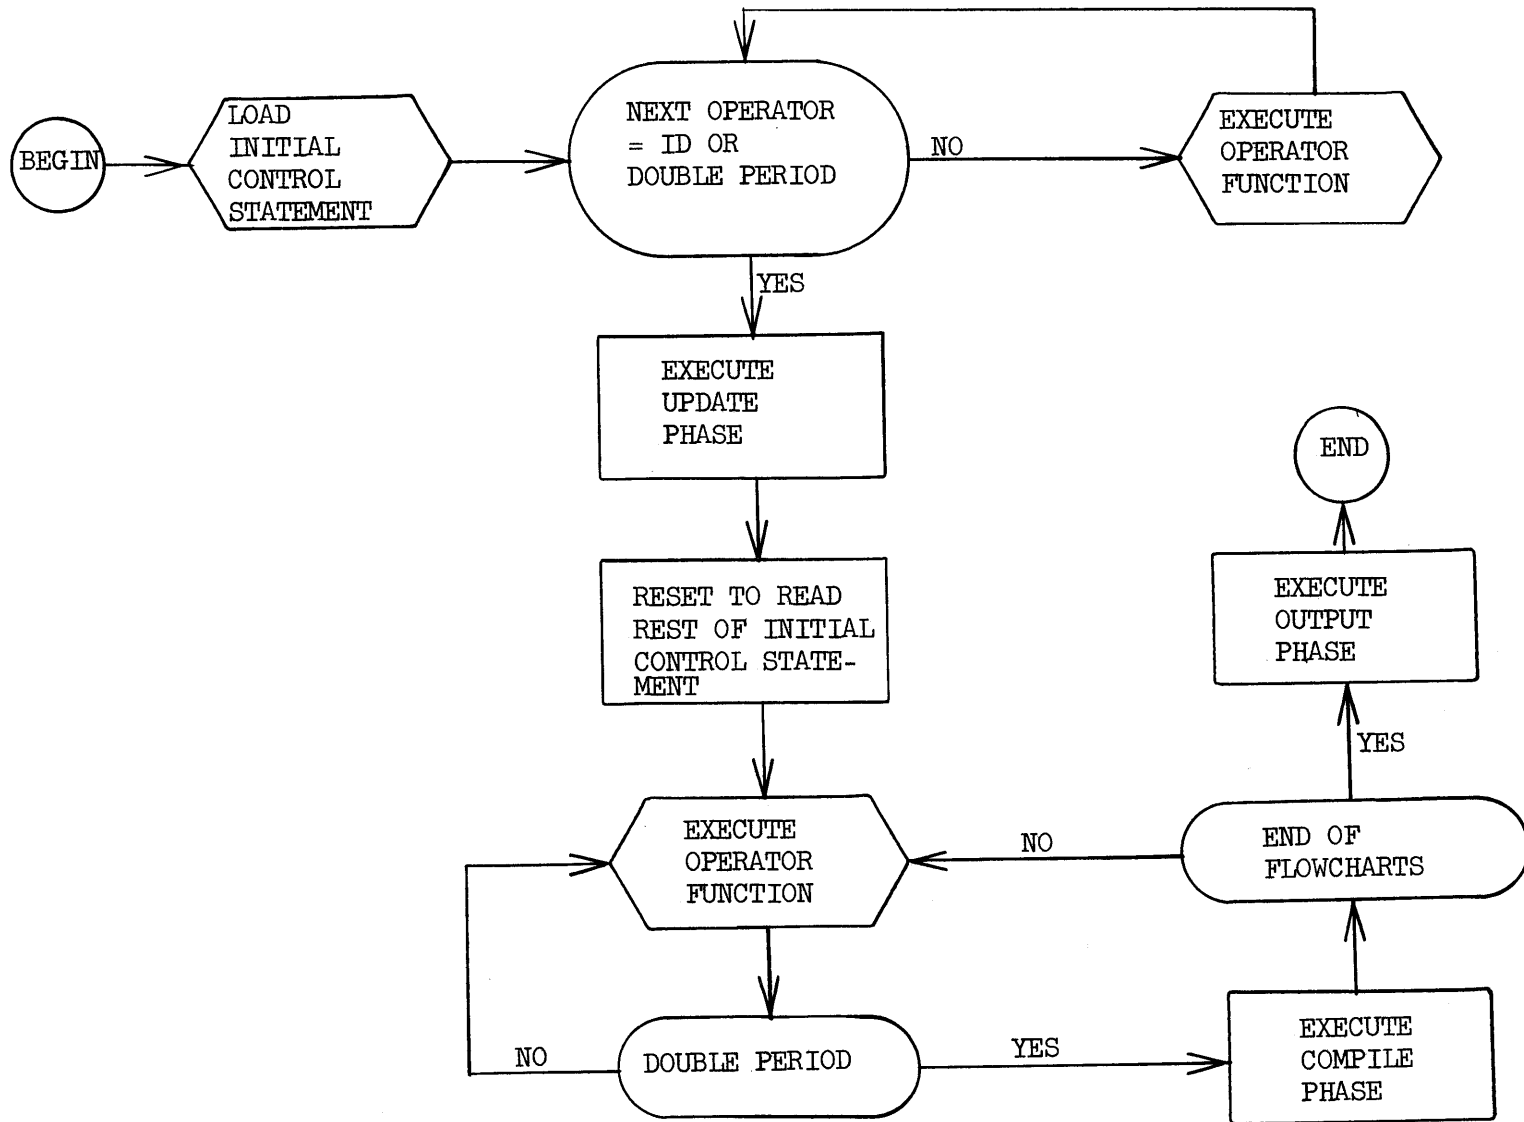 BEGIN
LOAD
INITIAL
CONTROL
STATEMENT
NEXT OPERATOR
= ID OR
DOUBLE PERIOD
NO
EXECUTE
OPERATOR
FUNCTION
YES
EXECUTE
UPDATE
PHASE
RESET TO READ
REST OF INITIAL
CONTROL STATE-
MENT
EXECUTE
OPERATOR
FUNCTION
NO
DOUBLE PERIOD
YES
EXECUTE
COMPILE
PHASE
END OF
FLOWCHARTS
NO
YES
EXECUTE
OUTPUT
PHASE
END